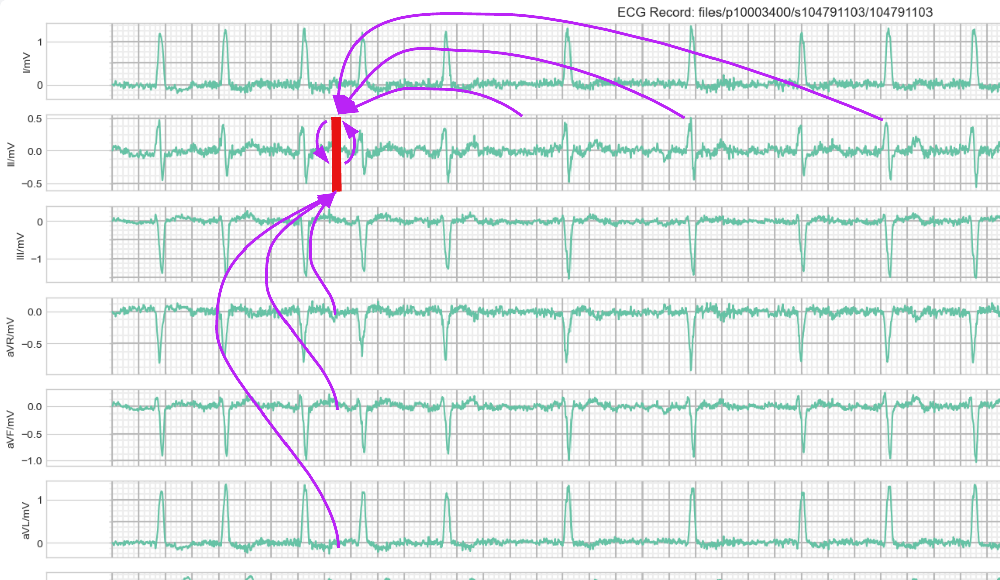 ECG Record: files/p10003400/s104791103/104791103
I/mV
1
0
II/mV
0.5
0.0
−0.5
III/mV
0
−1
aVR/mV
0.0
−0.5
aVF/mV
0.0
−0.5
−1.0
aVL/mV
1
0